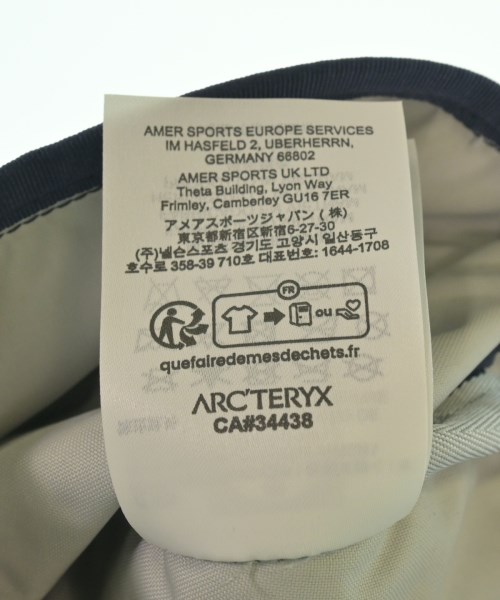 AMER SPORTS EUROPE SERVICES
IM HASFELD 2, UBERHERRN,
GERMANY 66802
AMER SPORTS UK LTD
Theta Building, Lyon Way
Frimley, Camberley GU16 7ER
アメアスポーツジャパン(株)
東京都新宿区新宿6-27-30
(주)넬슨스포츠 경기도 고양시 일산동구
호수로 358-39 710호 대표번호: 1644-1708
FR
ou
quefairedemesdechets.fr
ARC'TERYX
CA#34438